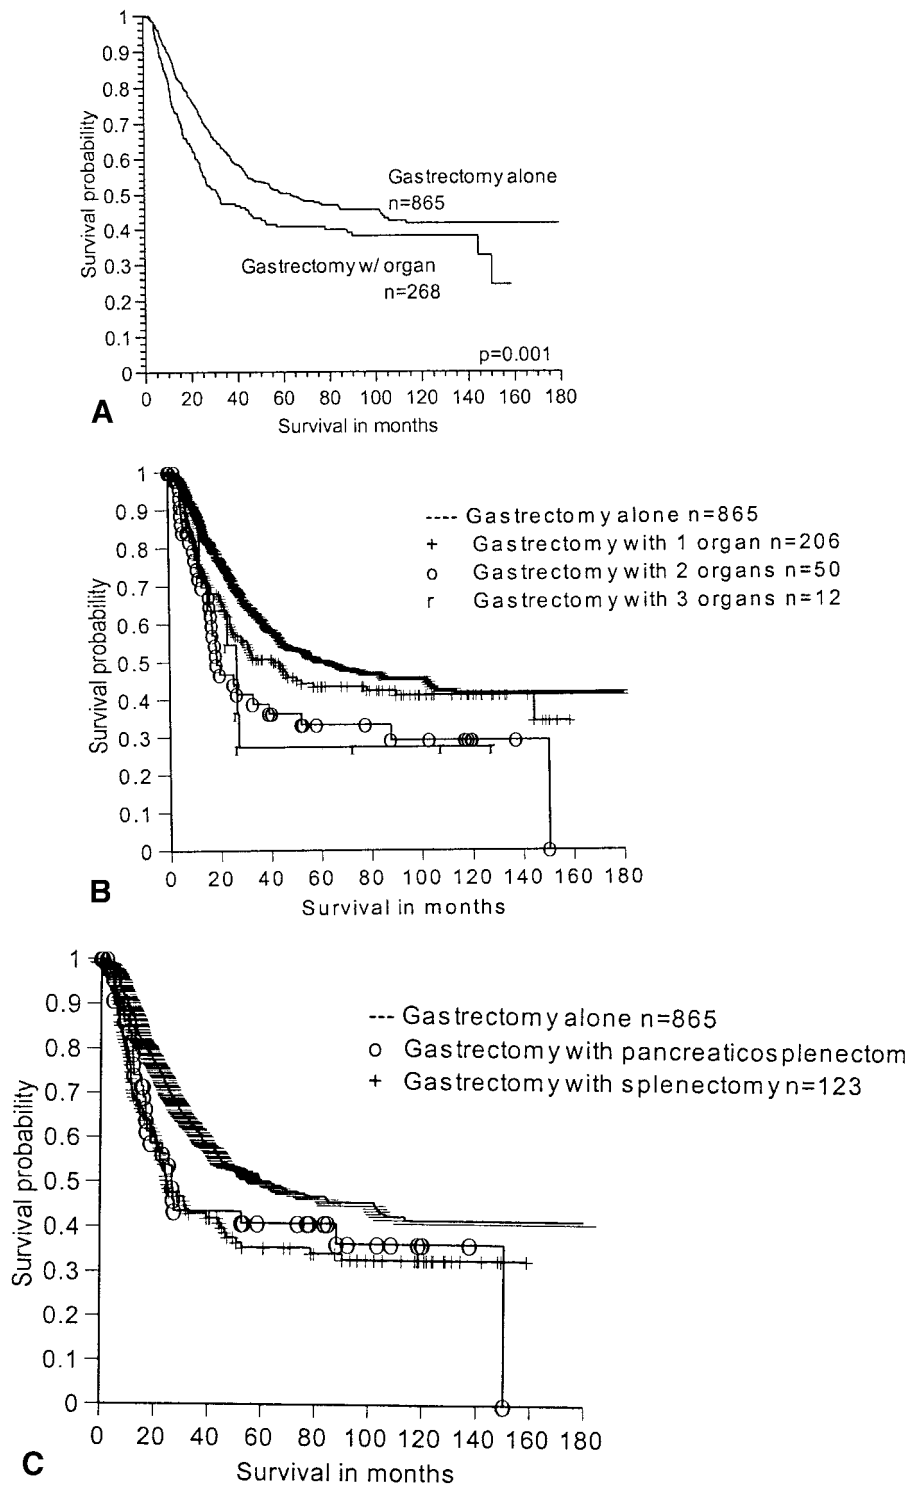 1
0.9
0.8
0.7
0.6
0.5
0.4
0.3
0.2
0.1
0
Survival probability
Gastrectomy alone
n=865
Gastrectomy w/ organ
n=268
p=0.001
0 20 40 60 80 100 120 140 160 180
Survival in months
A
1
0.9
0.8
0.7
0.6
0.5
0.4
0.3
0.2
0.1
0
Survival probability
---- Gastrectomy alone n=865
+ Gastrectomy with 1 organ n=206
o Gastrectomy with 2 organs n=50
r Gastrectomy with 3 organs n=12
0 20 40 60 80 100 120 140 160 180
Survival in months
B
1
0.9
0.8
0.7
0.6
0.5
0.4
0.3
0.2
0.1
0
Survival probability
--- Gastrectomy alone n=865
o Gastrectomy with pancreaticosplenectom
+ Gastrectomy with splenectomy n=123
0 20 40 60 80 100 120 140 160 180
Survival in months
C